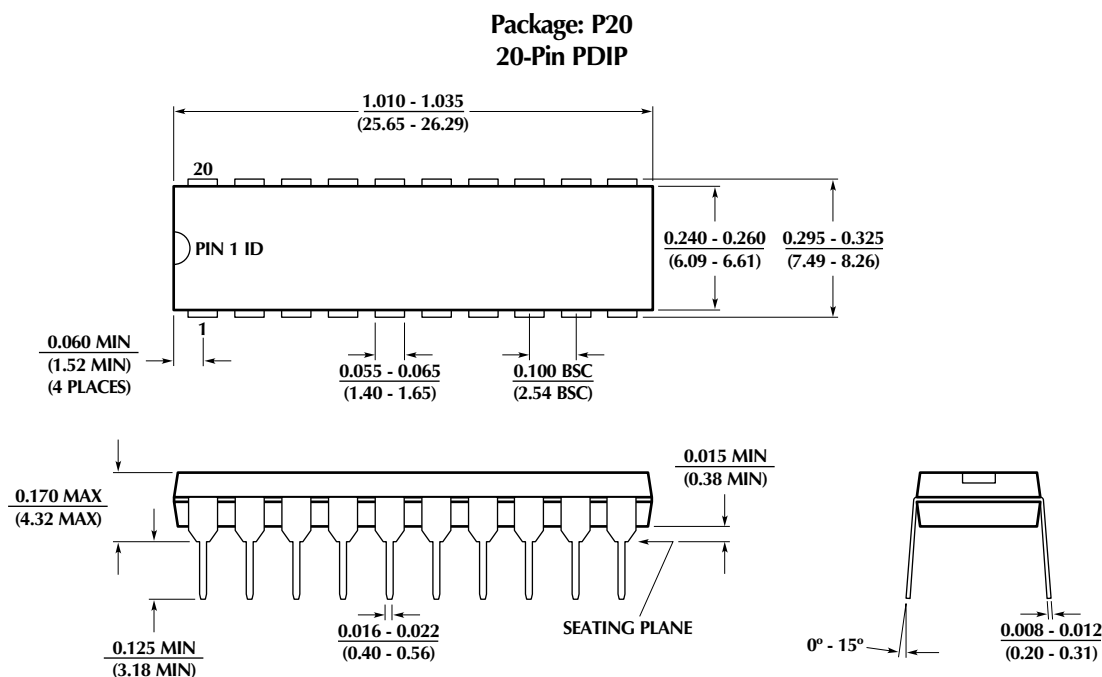 Package: P20
20-Pin PDIP
1.010 - 1.035
(25.65 - 26.29)
20
PIN 1 ID
0.240 - 0.260
(6.09 - 6.61)
0.295 - 0.325
(7.49 - 8.26)
1
0.060 MIN
(1.52 MIN)
(4 PLACES)
0.055 - 0.065
(1.40 - 1.65)
0.100 BSC
(2.54 BSC)
0.015 MIN
(0.38 MIN)
0.170 MAX
(4.32 MAX)
SEATING PLANE
0.016 - 0.022
(0.40 - 0.56)
0.125 MIN
(3.18 MIN)
0º - 15º
0.008 - 0.012
(0.20 - 0.31)